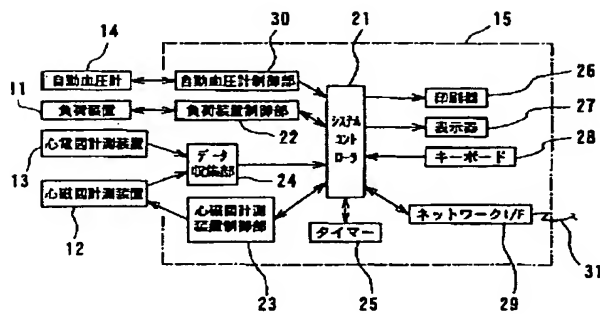 14
30
21
15
自動血圧計
自動血圧計制御部
印刷器
26
11
負荷装置
負荷装置制御部
22
システム
コント
ローラ
表示器
27
心電図計測装置
13
データ
収集部
24
キーボード
28
心磁図計測装置
12
心磁図計測
装置制御部
23
タイマー
25
ネットワークI/F
29
31